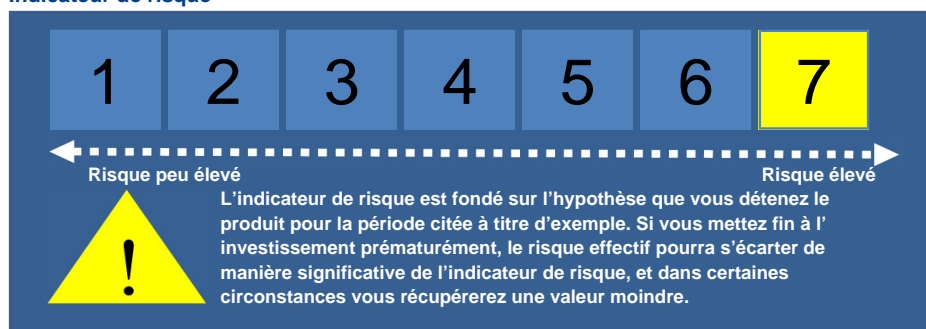 Indicateur de risque
1 2 3 4 5 6 7
Risque peu élevé Risque élevé
L'indicateur de risque est fondé sur l'hypothèse que vous détenez le
produit pour la période citée à titre d'exemple. Si vous mettez fin à l'
investissement prématurément, le risque effectif pourra s'écarter de
manière significative de l'indicateur de risque, et dans certaines
circonstances vous récupérerez une valeur moindre.
!